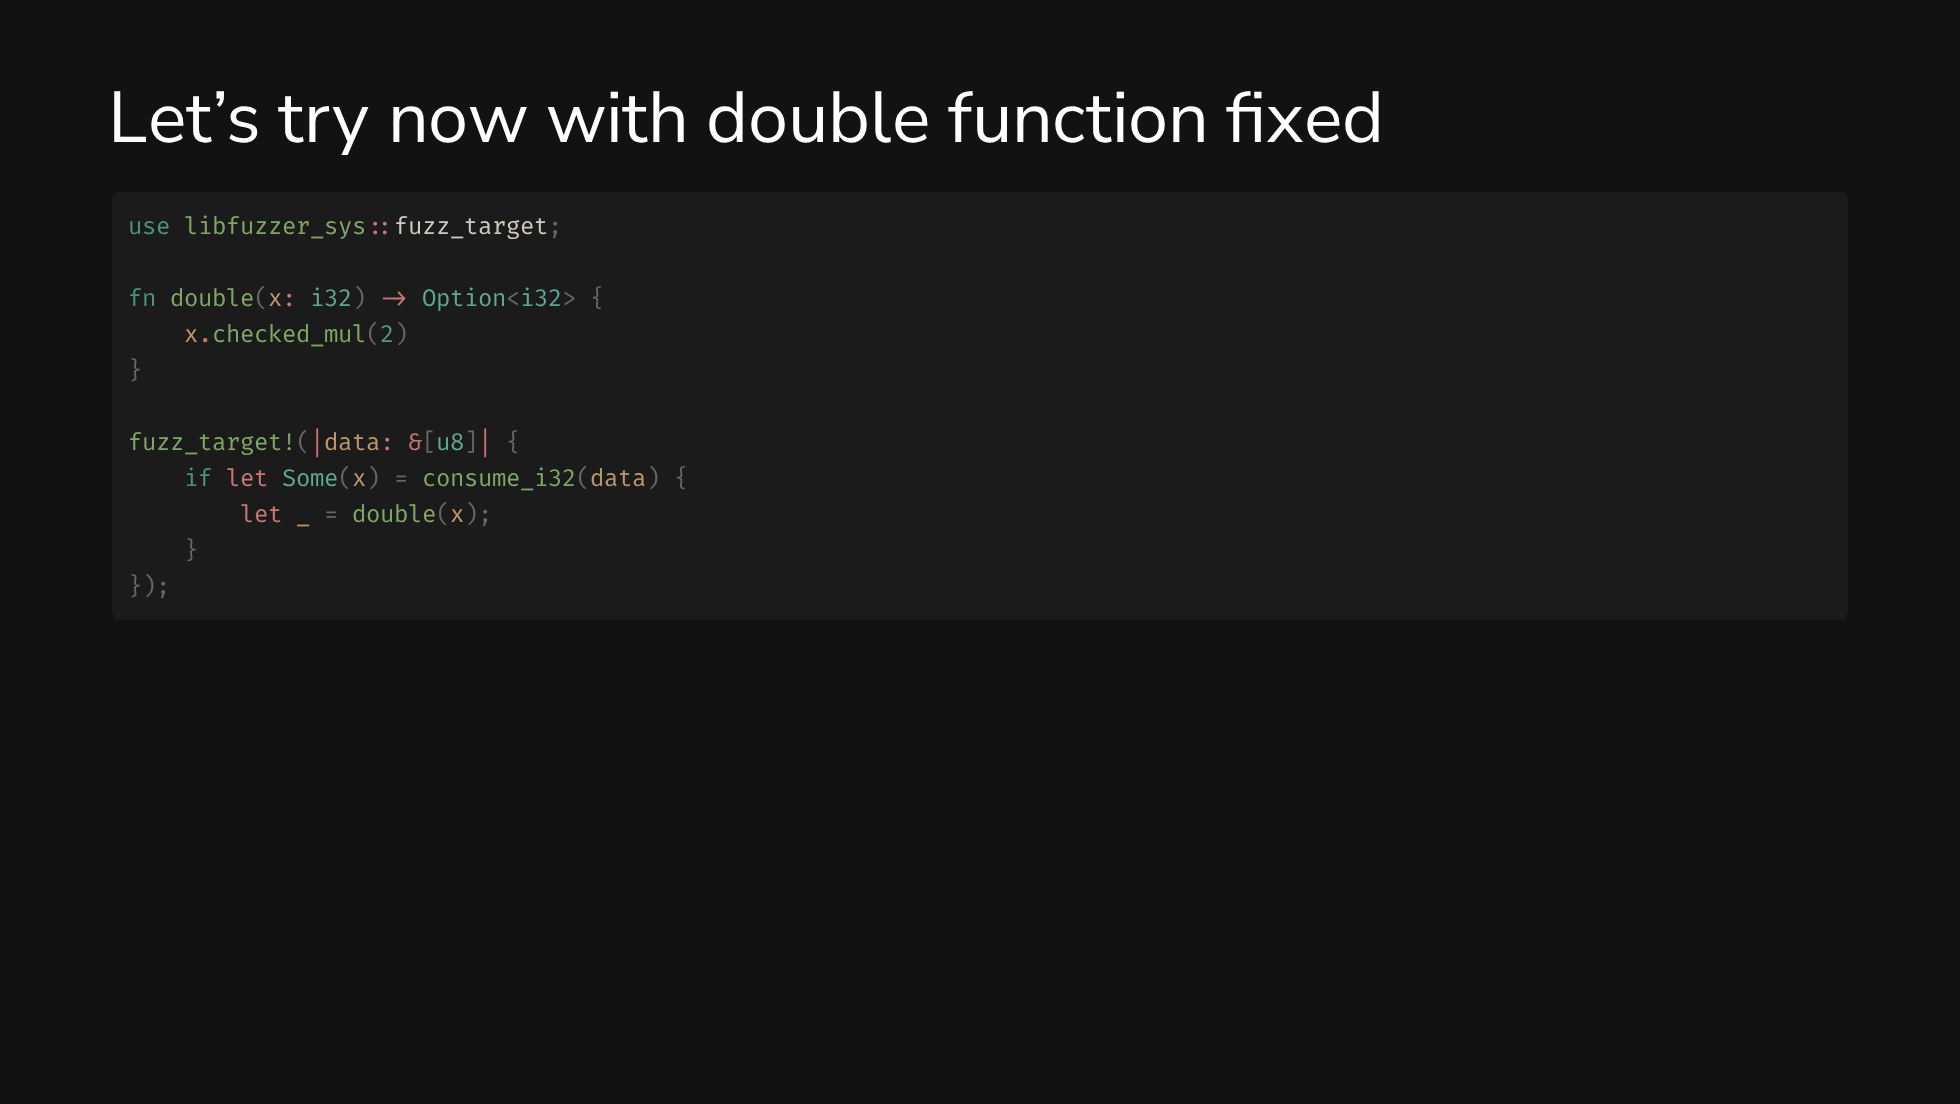 Let’s try now with double function fixed
use libfuzzer_sys::fuzz_target;
fn double(x: i32) -> Option<i32> {
    x.checked_mul(2)
}
fuzz_target!(|data: &[u8]| {
    if let Some(x) = consume_i32(data) {
        let _ = double(x);
    }
});